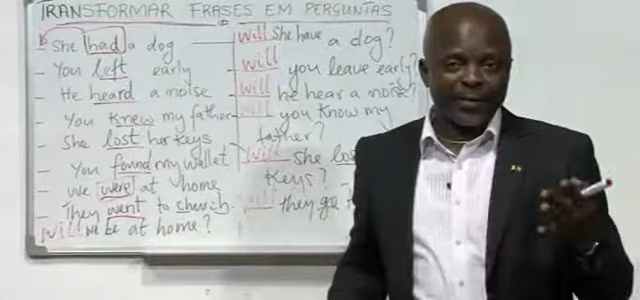 TRANSFORMAR FRASES EM PERGUNTAS
- She had a dog
- You left early
- He heard a noise
- You knew my father
- She lost her keys
- You found my wallet
- We were at home
- They went to church.
Will we be at home?
Will she have a dog?
will you leave early?
will he hear a noise?
will you know my
father?
will she los
keys?
they go